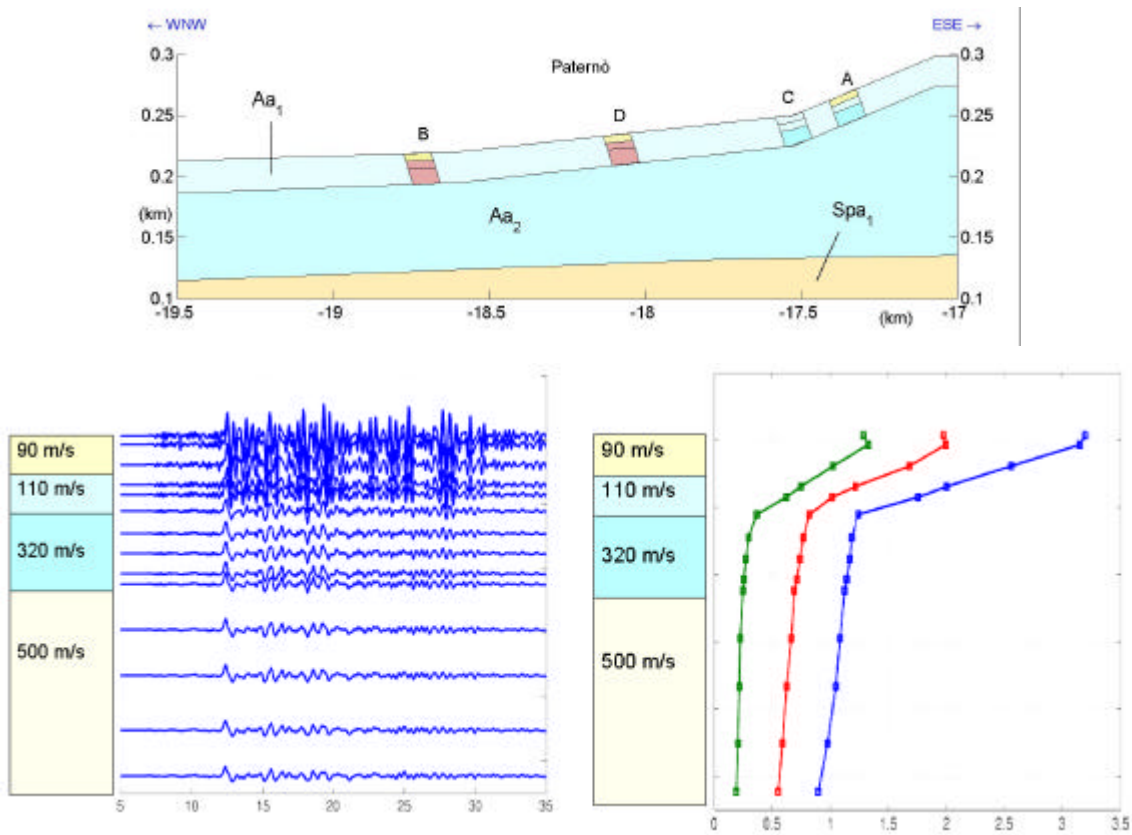 ← WNW
ESE →
0.3
0.3
Paternò
A
Aa1
C
0.25
0.25
D
B
0.2
0.2
(km)
Aa2
Spa1
0.15
0.15
0.1
0.1
-19.5
-19
-18.5
-18
-17.5
-17
(km)
90 m/s
110 m/s
320 m/s
500 m/s
5
10
15
20
25
30
35
90 m/s
110 m/s
320 m/s
500 m/s
0
0.5
1
1.5
2
2.5
3
3.5